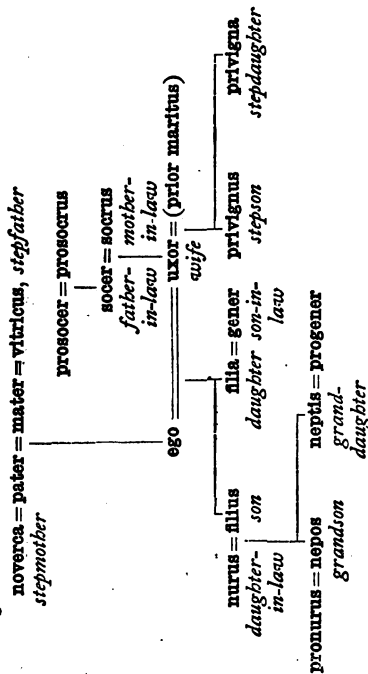 noverca = pater = mater = vitricus, stepfather
stepmother
prosocer = prosocrus
socer = socrus
father- mother-
in-law in-law
ego uxor = (prior maritus)
wife
nurus = filius filia = gener privignus privigna
daughter- son daughter son-in- stepson stepdaughter
in-law law
pronurus = nepos neptis = progener
grandson grand-
daughter